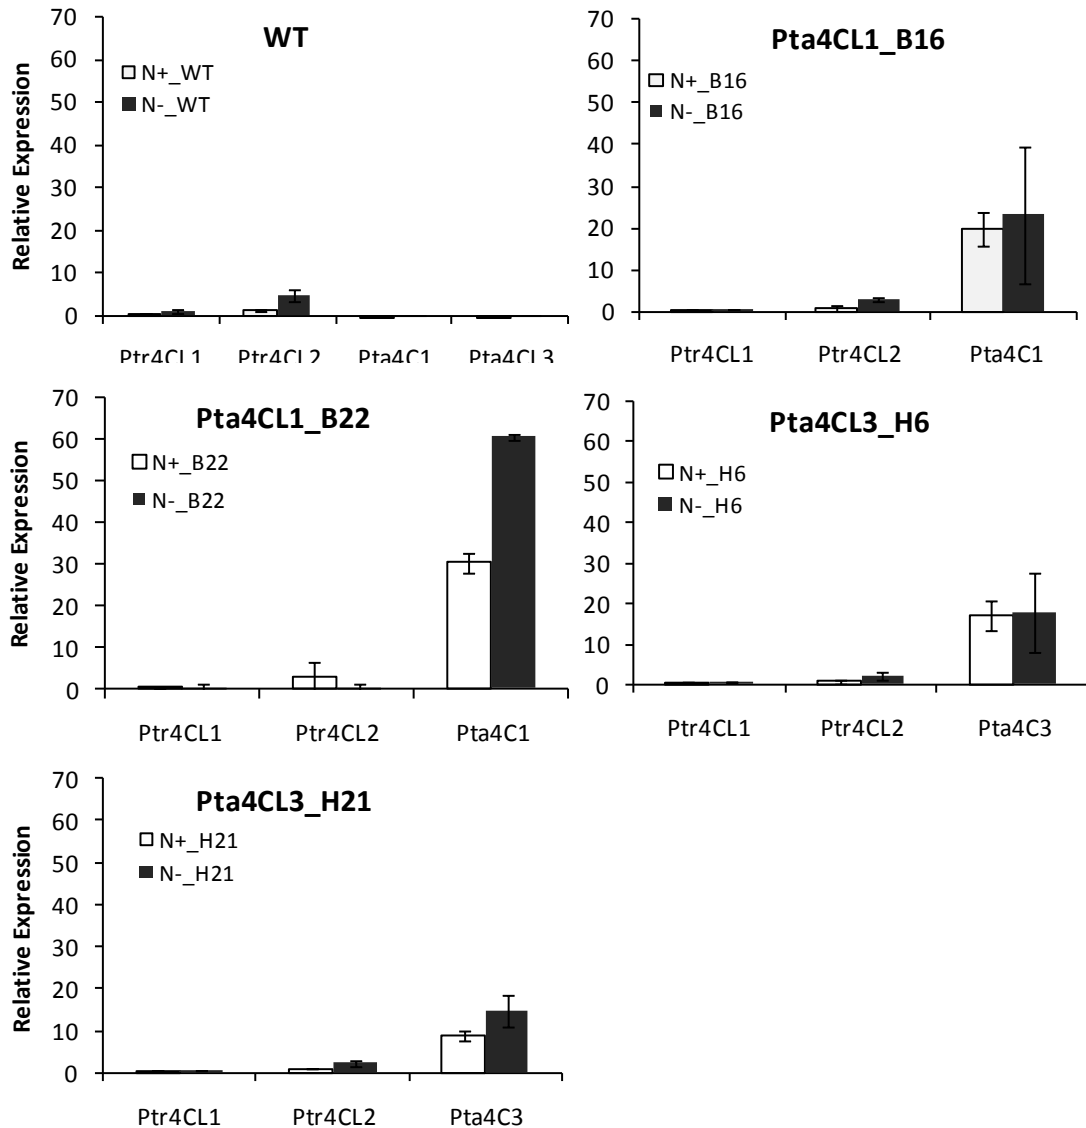 WT
N+_WT
N-_WT
Relative Expression
70
60
50
40
30
20
10
0
Ptr4CL1 Ptr4CL2 Pta4C1 Pta4CL3
Pta4CL1_B16
N+_B16
N-_B16
70
60
50
40
30
20
10
0
Ptr4CL1 Ptr4CL2 Pta4C1
Pta4CL1_B22
N+_B22
N-_B22
Relative Expression
70
60
50
40
30
20
10
0
Ptr4CL1 Ptr4CL2 Pta4C1
Pta4CL3_H6
N+_H6
N-_H6
70
60
50
40
30
20
10
0
Ptr4CL1 Ptr4CL2 Pta4C3
Pta4CL3_H21
N+_H21
N-_H21
Relative Expression
70
60
50
40
30
20
10
0
Ptr4CL1 Ptr4CL2 Pta4C3